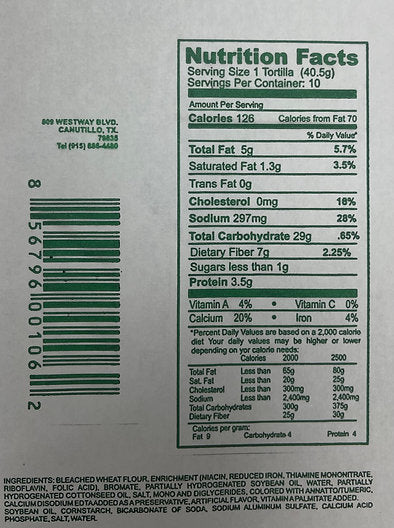 Nutrition Facts
Serving Size 1 Tortilla (40.5g)
Servings Per Container: 10
Amount Per Serving
Calories 126 Calories from Fat 70
% Daily Value*
Total Fat 5g 5.7%
Saturated Fat 1.3g 3.5%
Trans Fat 0g
Cholesterol 0mg 16%
Sodium 297mg 28%
Total Carbohydrate 29g .65%
Dietary Fiber 7g 2.25%
Sugars less than 1g
Protein 3.5g
Vitamin A 4% • Vitamin C 0%
Calcium 20% • Iron 4%
*Percent Daily Values are based on a 2,000 calorie
diet Your daily values may be higher or lower
depending on yor calorie needs:
Calories 2000 2500
Total Fat Less than 65g 80g
Sat. Fat Less than 20g 25g
Cholesterol Less than 300mg 300mg
Sodium Less than 2,400mg 2,400mg
Total Carbohydrates 300g 375g
Dietary Fiber 25g 30g
Calories per gram:
Fat 9 Carbohydrate 4 Protein 4
809 WESTWAY BLVD.
CANUTILLO, TX.
79835
Tel (915) 886-4480
8 56796 00106 2
INGREDIENTS: BLEACHED WHEAT FLOUR, ENRICHMENT (NIACIN, REDUCED IRON, THIAMINE MONONITRATE,
RIBOFLAVIN, FOLIC ACID), BROMATE, PARTIALLY HYDROGENATED SOYBEAN OIL, WATER, PARTIALLY
HYDROGENATED COTTONSEED OIL, SALT, MONO AND DIGLYCERIDES, COLORED WITH ANNATTO/TUMERIC,
CALCIUM DISODIUM EDTA ADDED AS A PRESERVATIVE, ARTIFICIAL FLAVOR, VITAMIN A PALMITATE ADDED.
SOYBEAN OIL, CORNSTARCH, BICARBONATE OF SODA, SODIUM ALUMINUM SULFATE, CALCIUM ACID
PHOSPHATE, SALT, WATER.